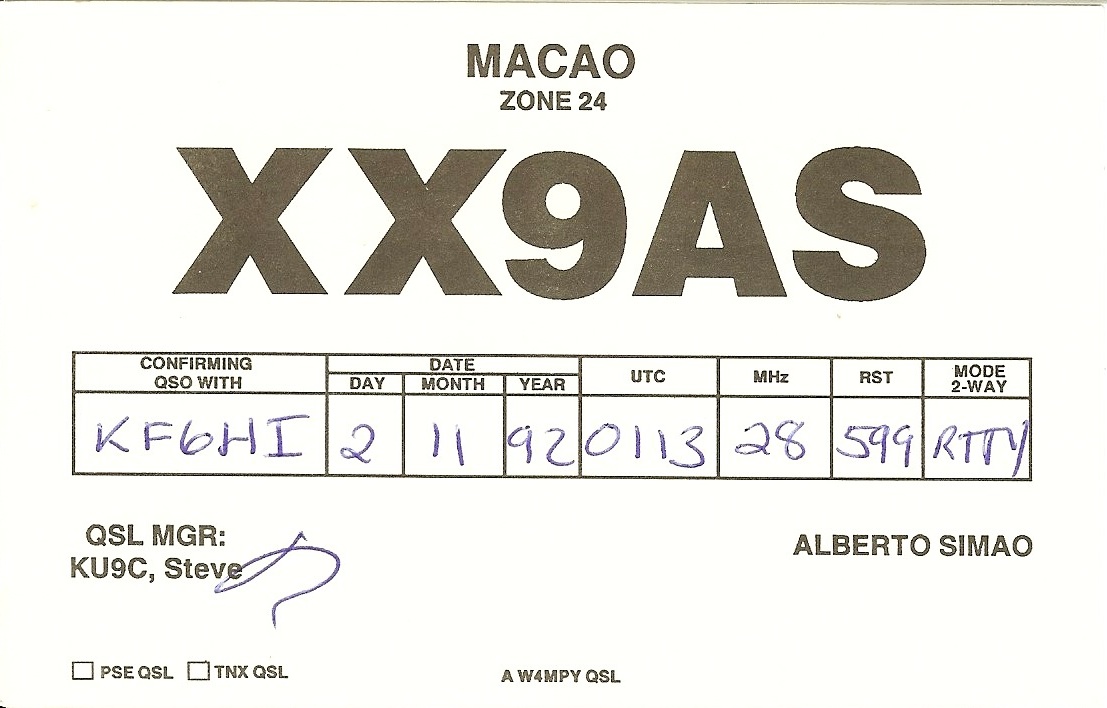 MACAO
ZONE 24
XX9AS
CONFIRMING QSO WITH DATE UTC MHz RST MODE 2-WAY
DAY MONTH YEAR
KF6HI 2 11 92 0113 28 599 RTTY
QSL MGR:
KU9C, Steve
ALBERTO SIMAO
PSE QSL TNX QSL
A W4MPY QSL